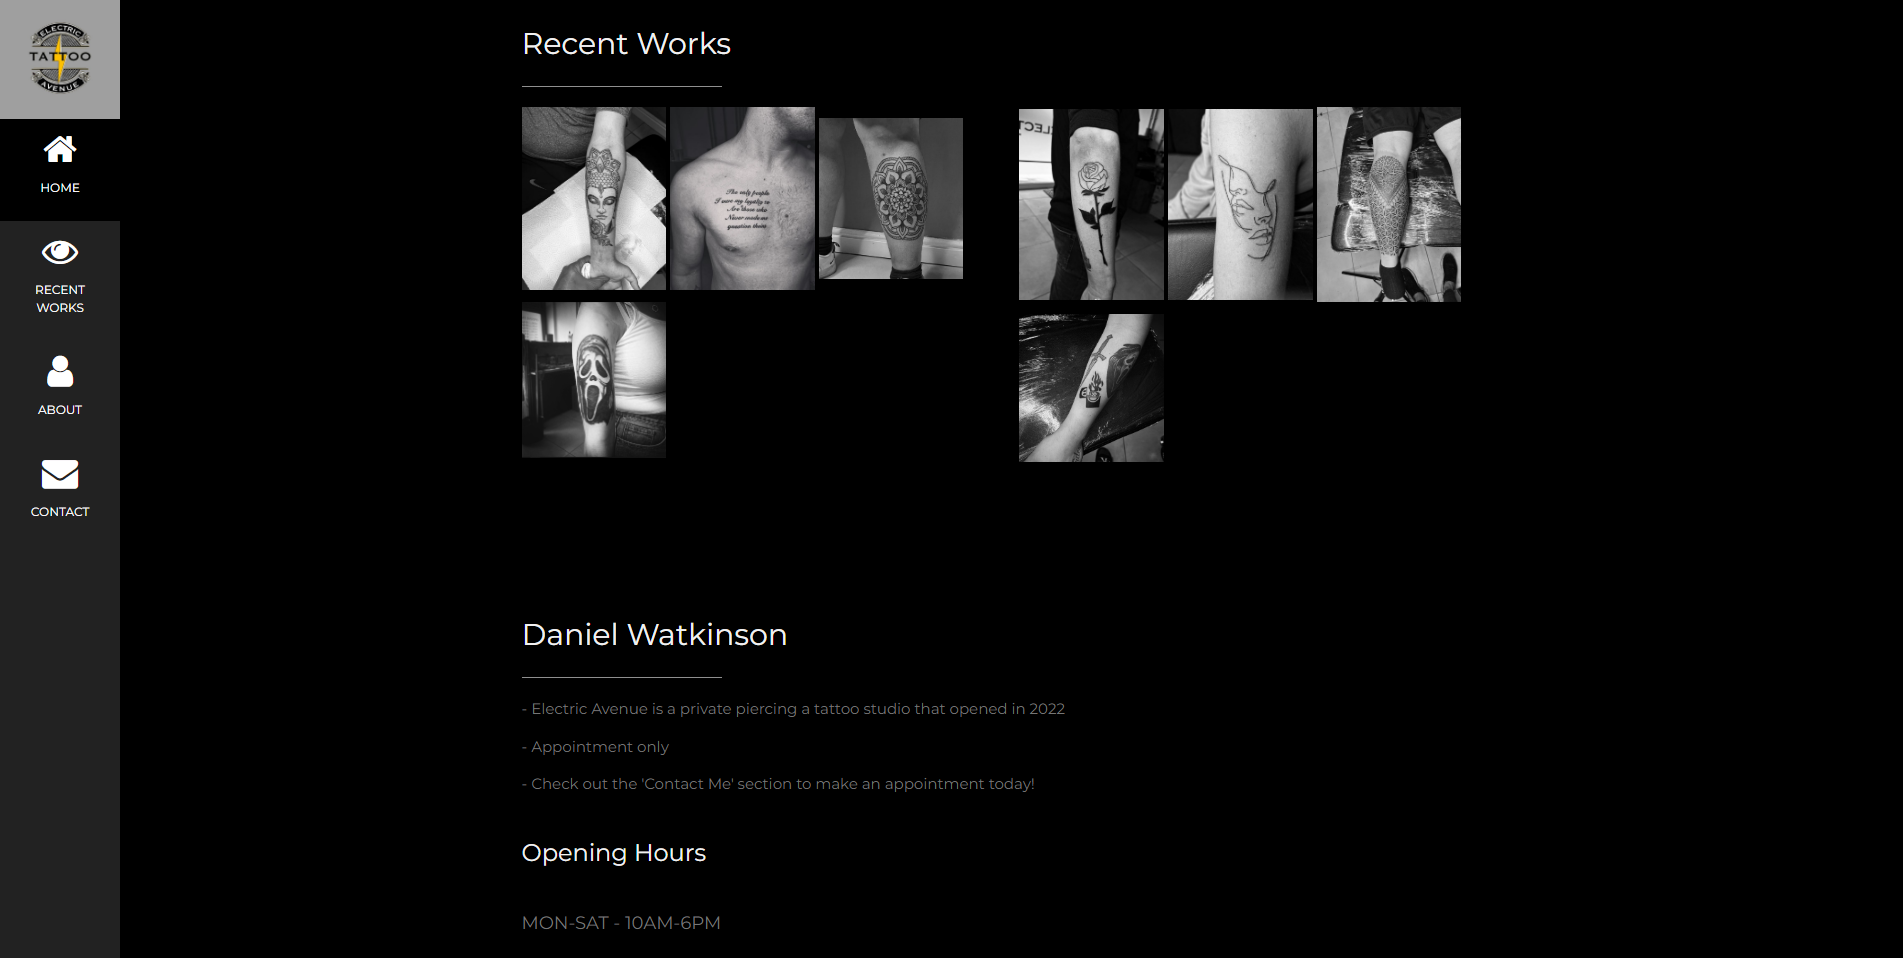 ELECTRIC
TATTOO
AVENUE
HOME
RECENT
WORKS
ABOUT
CONTACT
Recent Works
The only people
I owe my loyalty to
Are those who
Never made me
question theirs
Daniel Watkinson
- Electric Avenue is a private piercing a tattoo studio that opened in 2022
- Appointment only
- Check out the 'Contact Me' section to make an appointment today!
Opening Hours
MON-SAT - 10AM-6PM